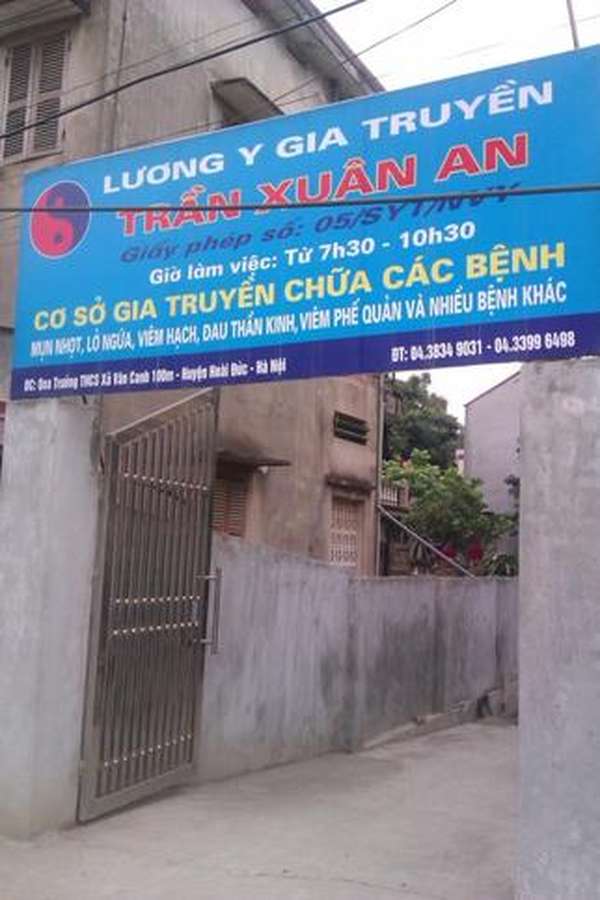 LƯƠNG Y GIA TRUYỀN
TRẦN XUÂN AN
Giấy phép số: 05/SYT/NVY
Giờ làm việc: Từ 7h30 - 10h30
CƠ SỞ GIA TRUYỀN CHỮA CÁC BỆNH
MỤN NHỌT, LỞ NGỨA, VIÊM HẠCH, ĐAU THẦN KINH, VIÊM PHẾ QUẢN VÀ NHIỀU BỆNH KHÁC
ĐC: Qua Trường THCS Xã Vân Canh 100m - Huyện Hoài Đức - Hà Nội
ĐT: 04.3834 9031 - 04.3399 6498